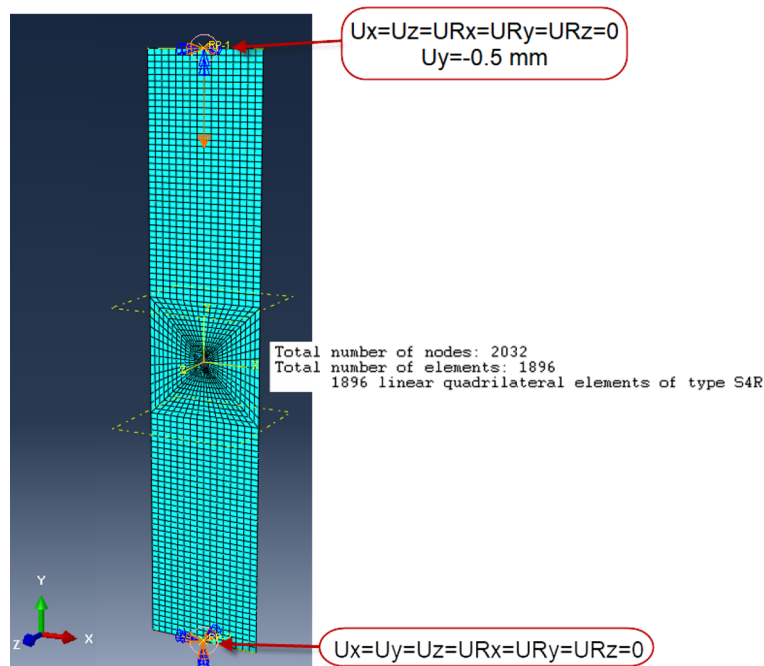 Ux=Uz=URx=URy=URz=0
Uy=-0.5 mm
RP-1
Y
X
Z
Total number of nodes: 2032
Total number of elements: 1896
1896 linear quadrilateral elements of type S4R
Y
Z
X
Ux=Uy=Uz=URx=URy=URz=0